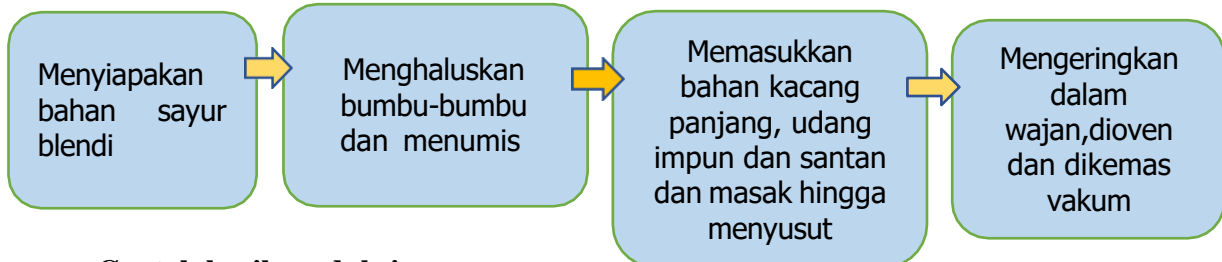 Menyiapakan
bahan sayur
blendi
Menghaluskan
bumbu-bumbu
dan menumis
Memasukkan
bahan kacang
panjang, udang
impun dan santan
dan masak hingga
menyusut
Mengeringkan
dalam
wajan,dioven
dan dikemas
vakum